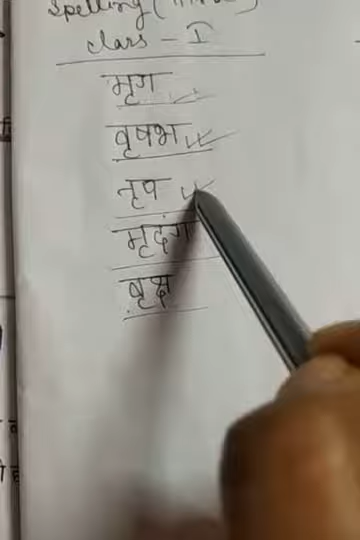 Spelling (
class - I
मृग
वृषभ
नृप
मृदंग
बृक्ष